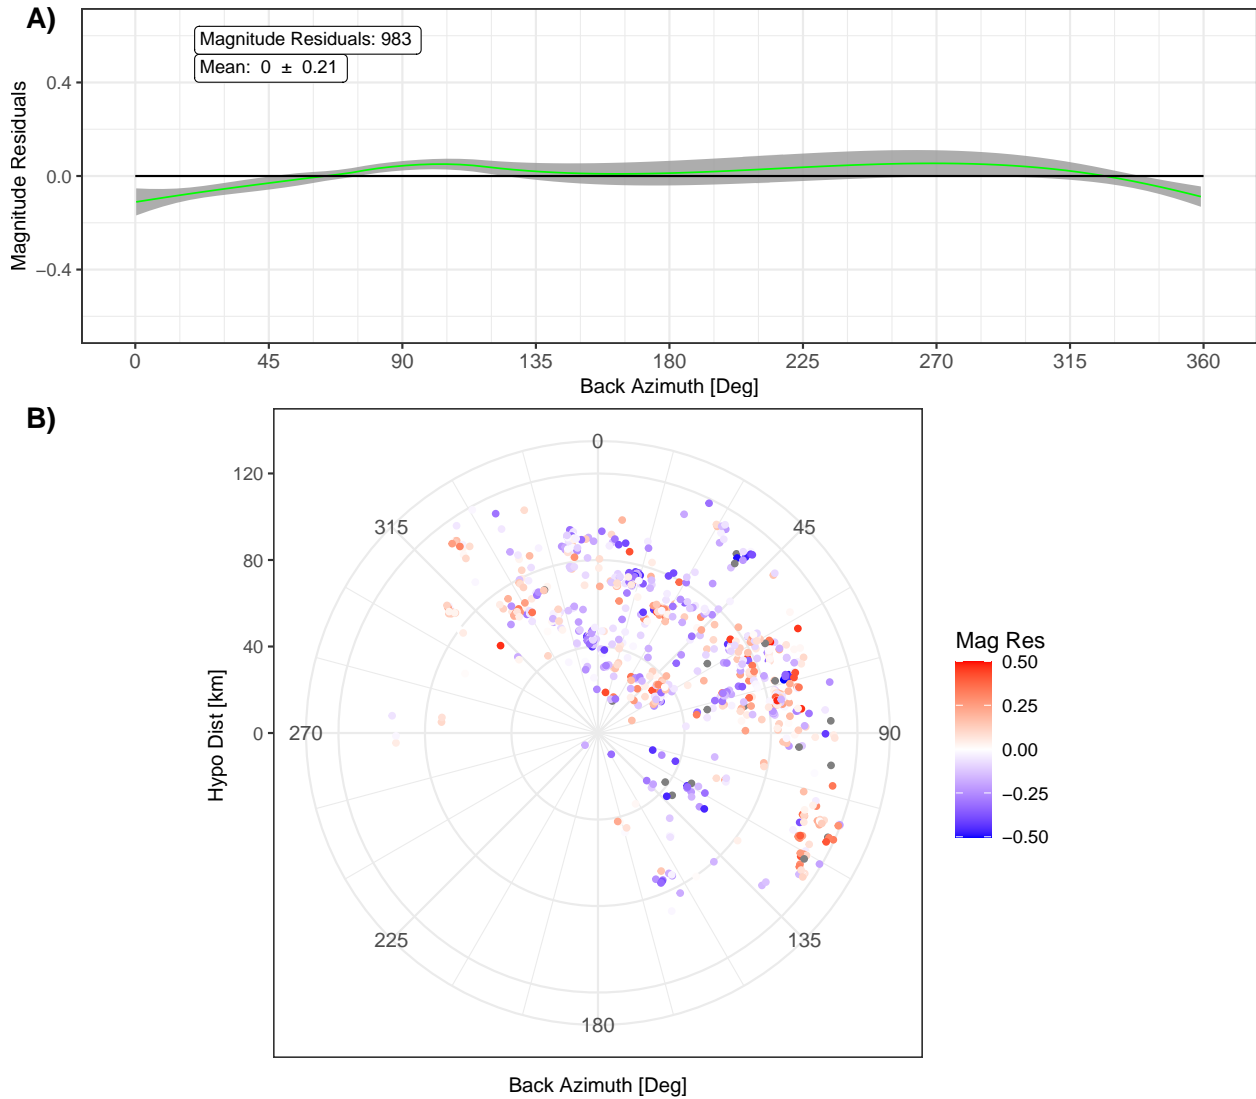 A)
Magnitude Residuals: 983
Mean:  0  ±  0.21
Magnitude Residuals
0.4
0.0
−0.4
0 45 90 135 180 225 270 315 360
Back Azimuth [Deg]
B)
Hypo Dist [km]
120
80
40
0
0
45
90
135
180
225
270
315
Back Azimuth [Deg]
Mag Res
0.50
0.25
0.00
−0.25
−0.50